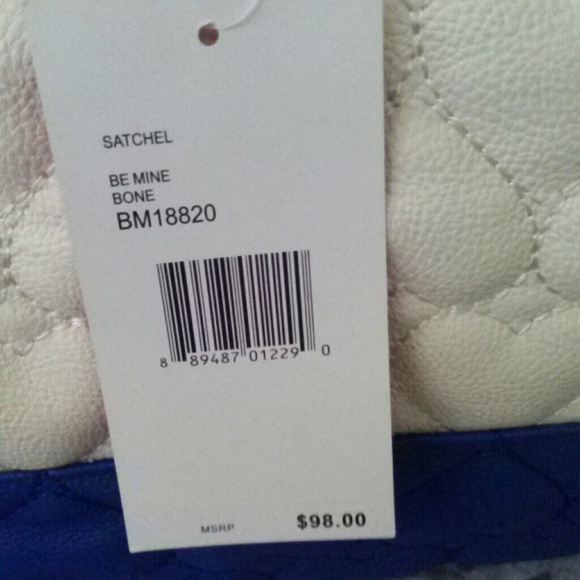 SATCHEL
BE MINE
BONE
BM18820
8 89487 01229 0
MSRP $98.00